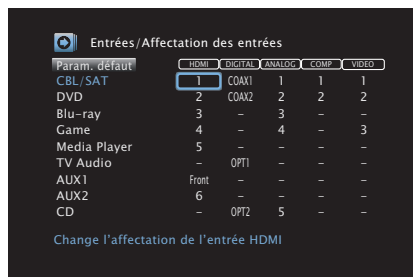 Entrées/Affectation des entrées
Param. défaut HDMI DIGITAL ANALOG COMP VIDEO
CBL/SAT 1 COAX1 1 1 1
DVD 2 COAX2 2 2 2
Blu-ray 3 – 3 – –
Game 4 – 4 – 3
Media Player 5 – – – –
TV Audio – OPT1 – – –
AUX1 Front – – – –
AUX2 6 – – – –
CD – OPT2 5 – –
Change l'affectation de l'entrée HDMI